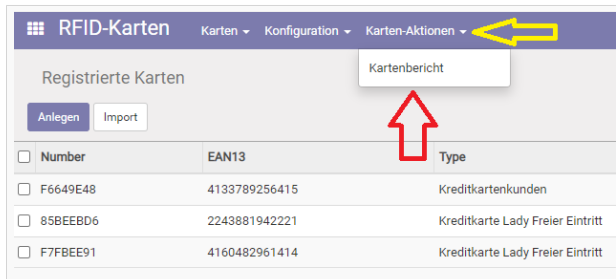 RFID-Karten Karten Konfiguration Karten-Aktionen
Kartenbericht
Registrierte Karten
Anlegen Import
Number EAN13 Type
F6649E48 4133789256415 Kreditkartenkunden
85BEEBD6 2243881942221 Kreditkarte Lady Freier Eintritt
F7FBEE91 4160482961414 Kreditkarte Lady Freier Eintritt